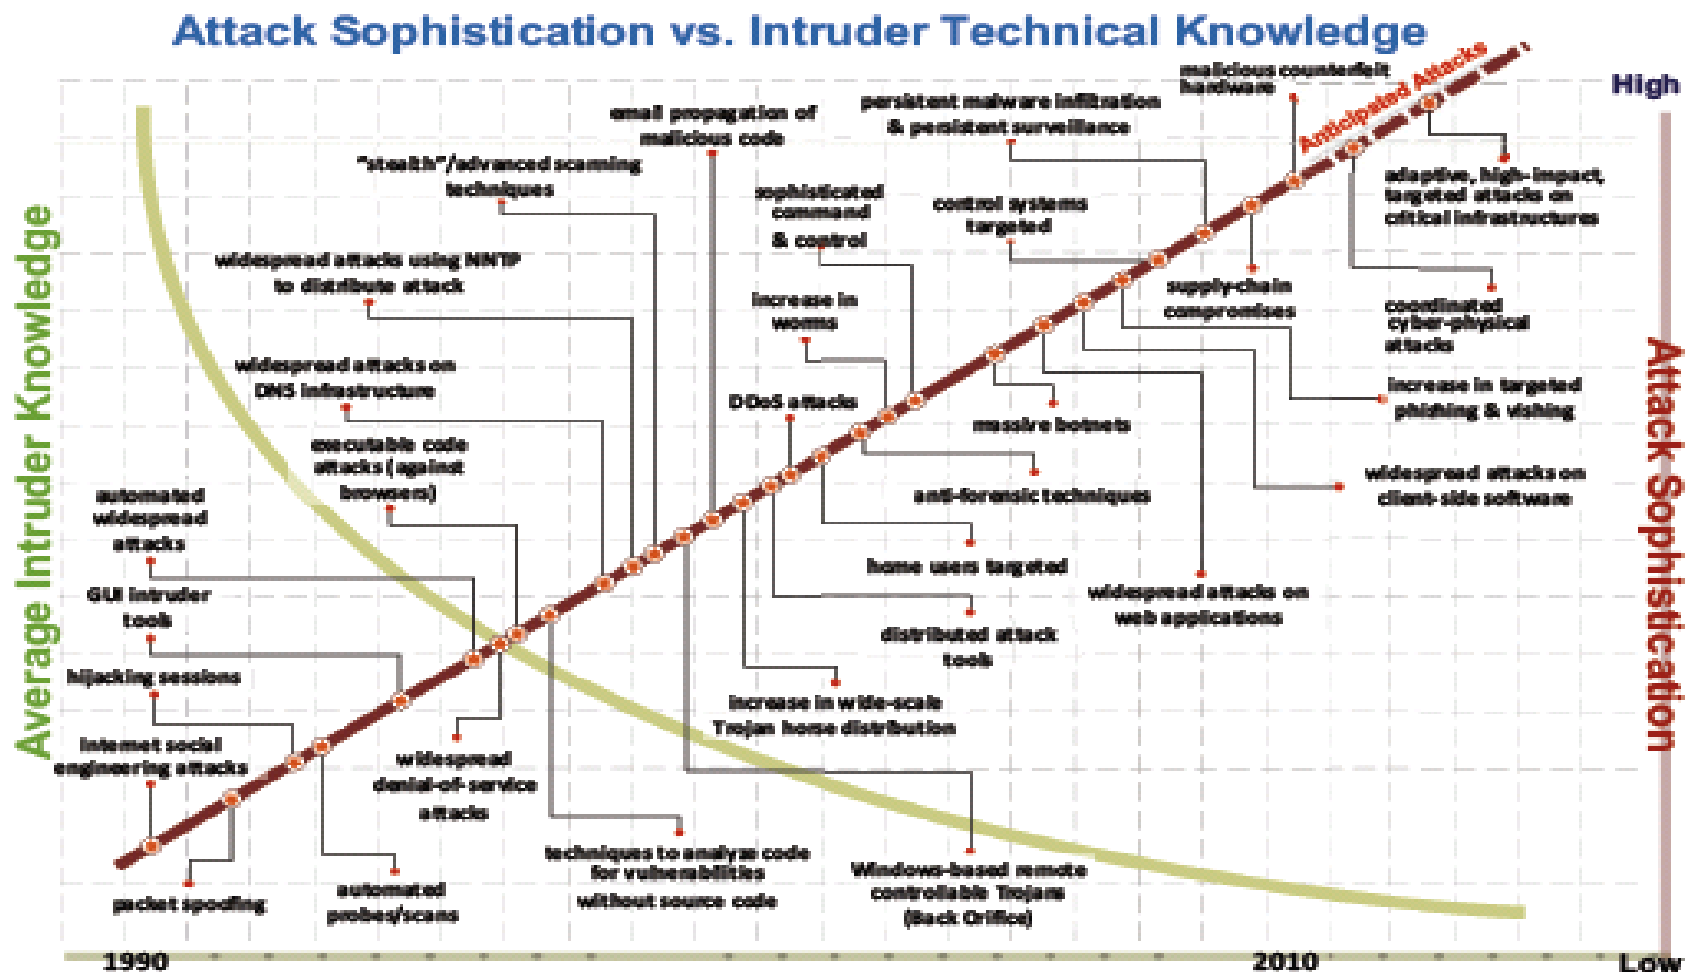 Attack Sophistication vs. Intruder Technical Knowledge
High
Low
Average Intruder Knowledge
Attack Sophistication
Anticipated Attacks
1990
2010
Internet social
engineering attacks
packet spoofing
hijacking sessions
automated
probes/scans
GUI intruder
tools
automated
widespread
attacks
widespread
denial-of-service
attacks
executable code
attacks (against
browsers)
techniques to analyze code
for vulnerabilities
without source code
widespread attacks on
DNS infrastructure
widespread attacks using NNTP
to distribute attack
"stealth"/advanced scanning
techniques
Windows-based remote
controllable Trojans
(Back Orifice)
email propagation of
malicious code
increase in wide-scale
Trojan horse distribution
distributed attack
tools
DDoS attacks
home users targeted
anti-forensic techniques
increase in
worms
sophisticated
command
& control
massive botnets
widespread attacks on
web applications
widespread attacks on
client-side software
increase in targeted
phishing & vishing
control systems
targeted
persistent malware infiltration
& persistent surveillance
supply-chain
compromises
malicious counterfeit
hardware
coordinated
cyber-physical
attacks
adaptive, high-impact,
targeted attacks on
critical infrastructures